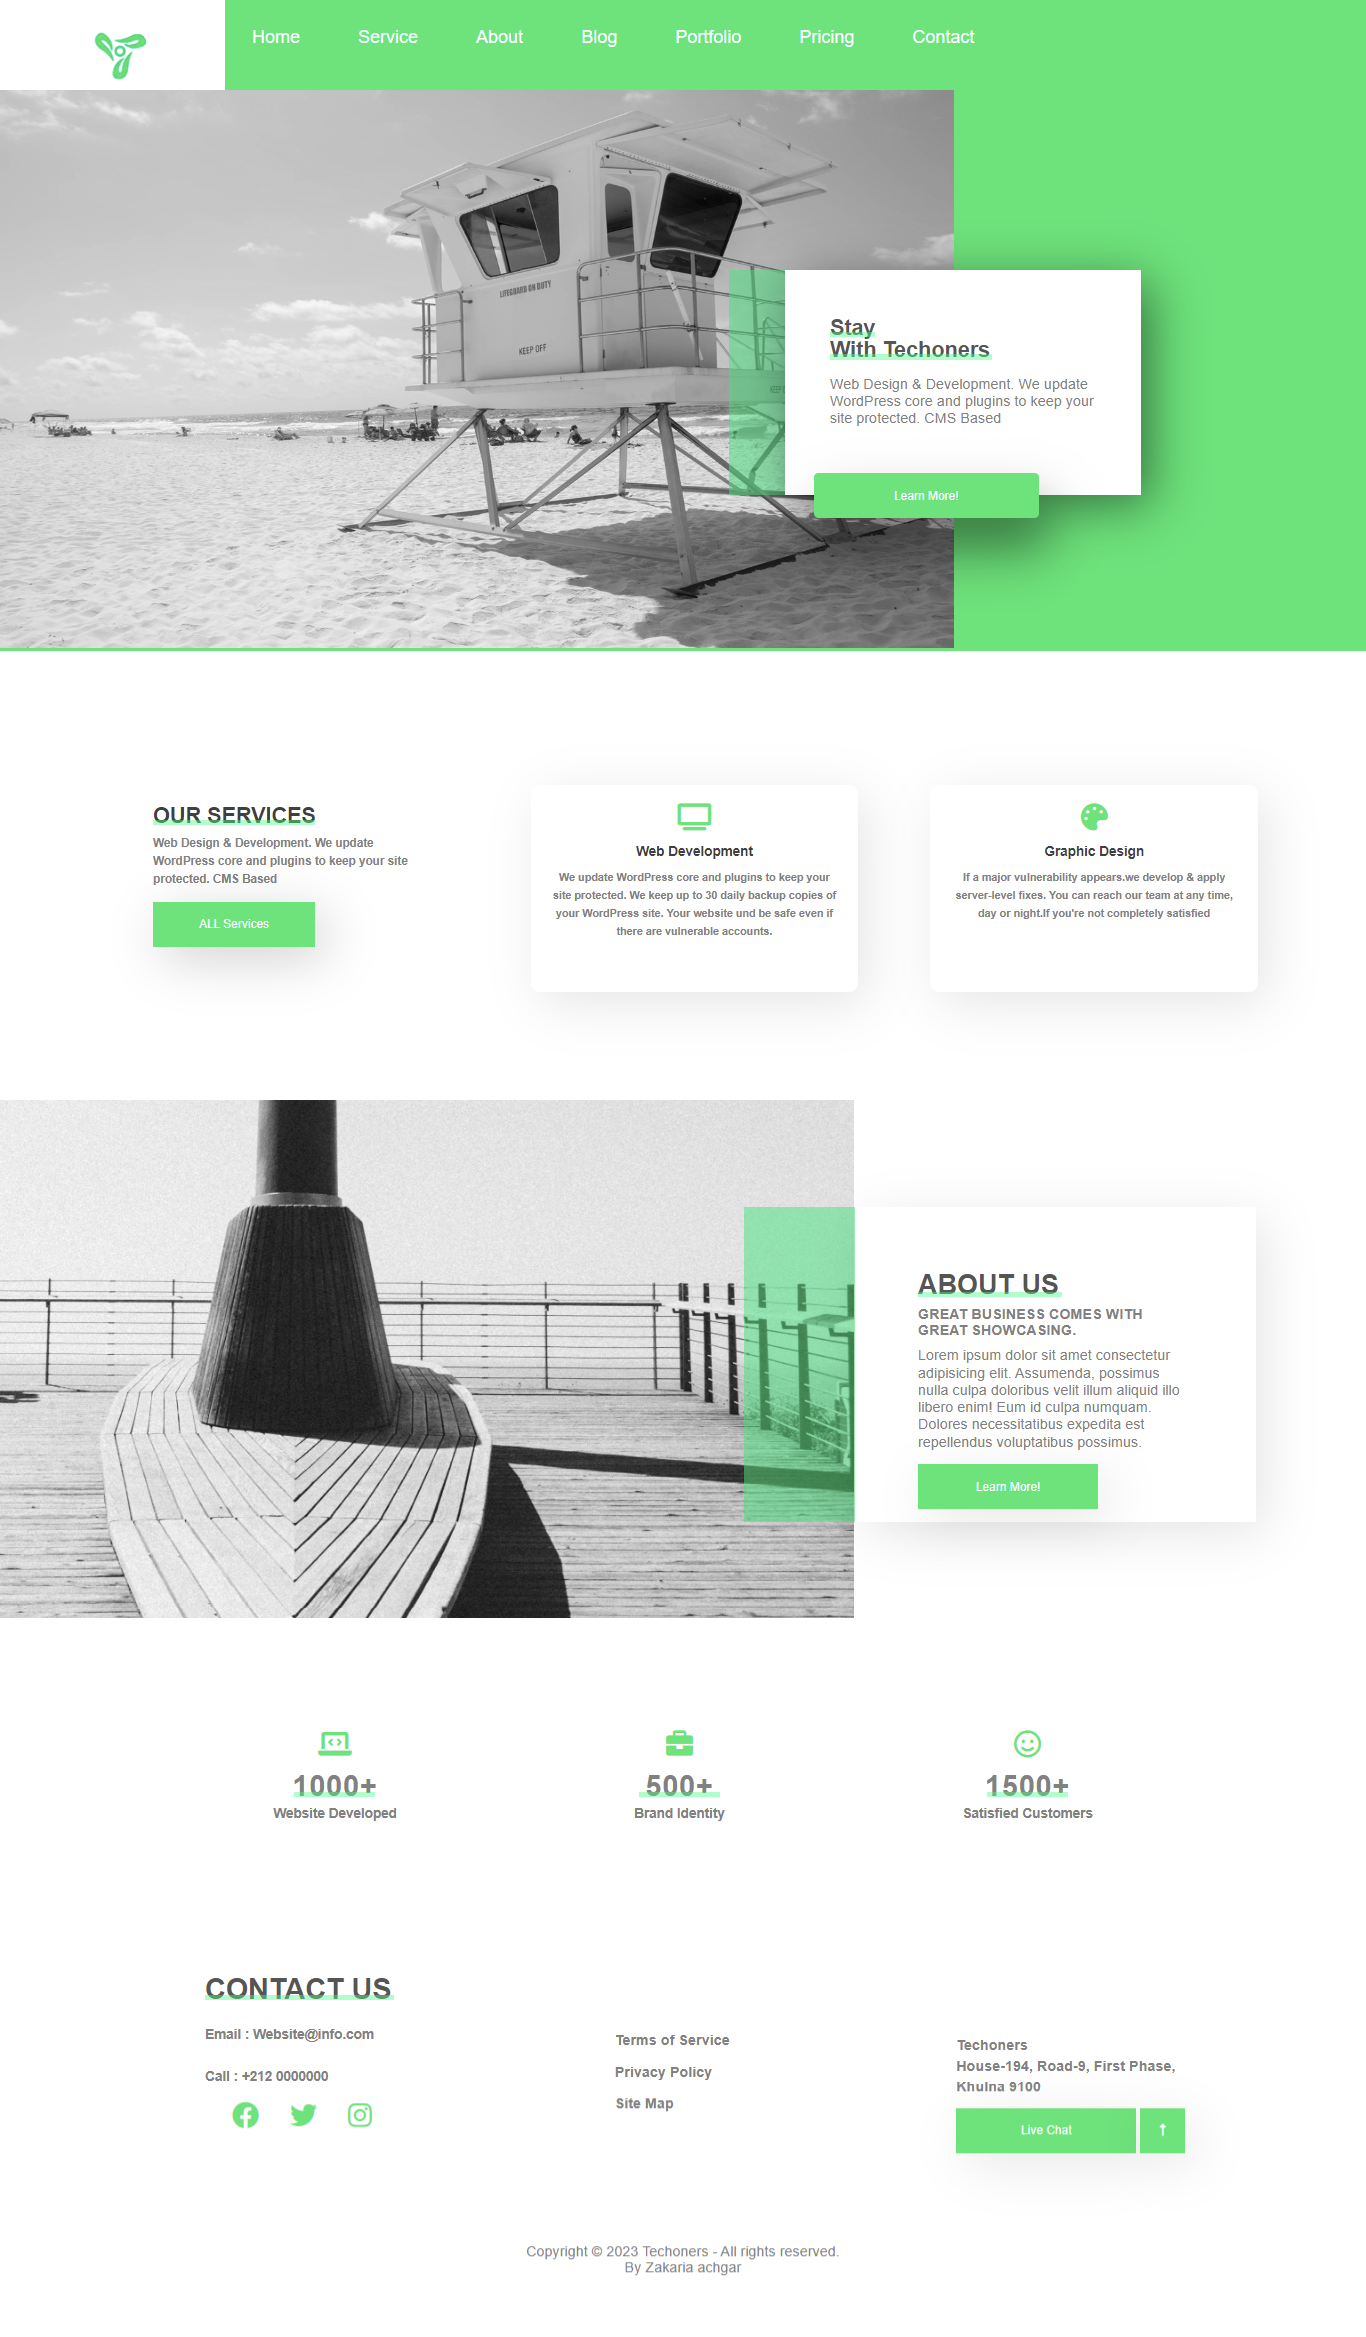 Home Service About Blog Portfolio Pricing Contact
LIFEGUARD ON DUTY
KEEP OFF
KEEP
Stay
With Techoners
Web Design & Development. We update
WordPress core and plugins to keep your
site protected. CMS Based
Learn More!
OUR SERVICES
Web Design & Development. We update
WordPress core and plugins to keep your site
protected. CMS Based
ALL Services
Web Development
We update WordPress core and plugins to keep your
site protected. We keep up to 30 daily backup copies of
your WordPress site. Your website und be safe even if
there are vulnerable accounts.
Graphic Design
If a major vulnerability appears.we develop & apply
server-level fixes. You can reach our team at any time,
day or night.If you're not completely satisfied
ABOUT US
GREAT BUSINESS COMES WITH
GREAT SHOWCASING.
Lorem ipsum dolor sit amet consectetur
adipisicing elit. Assumenda, possimus
nulla culpa doloribus velit illum aliquid illo
libero enim! Eum id culpa numquam.
Dolores necessitatibus expedita est
repellendus voluptatibus possimus.
Learn More!
1000+
Website Developed
500+
Brand Identity
1500+
Satisfied Customers
CONTACT US
Email : Website@info.com
Call : +212 0000000
Terms of Service
Privacy Policy
Site Map
Techoners
House-194, Road-9, First Phase,
Khulna 9100
Live Chat
Copyright © 2023 Techoners - All rights reserved.
By Zakaria achgar